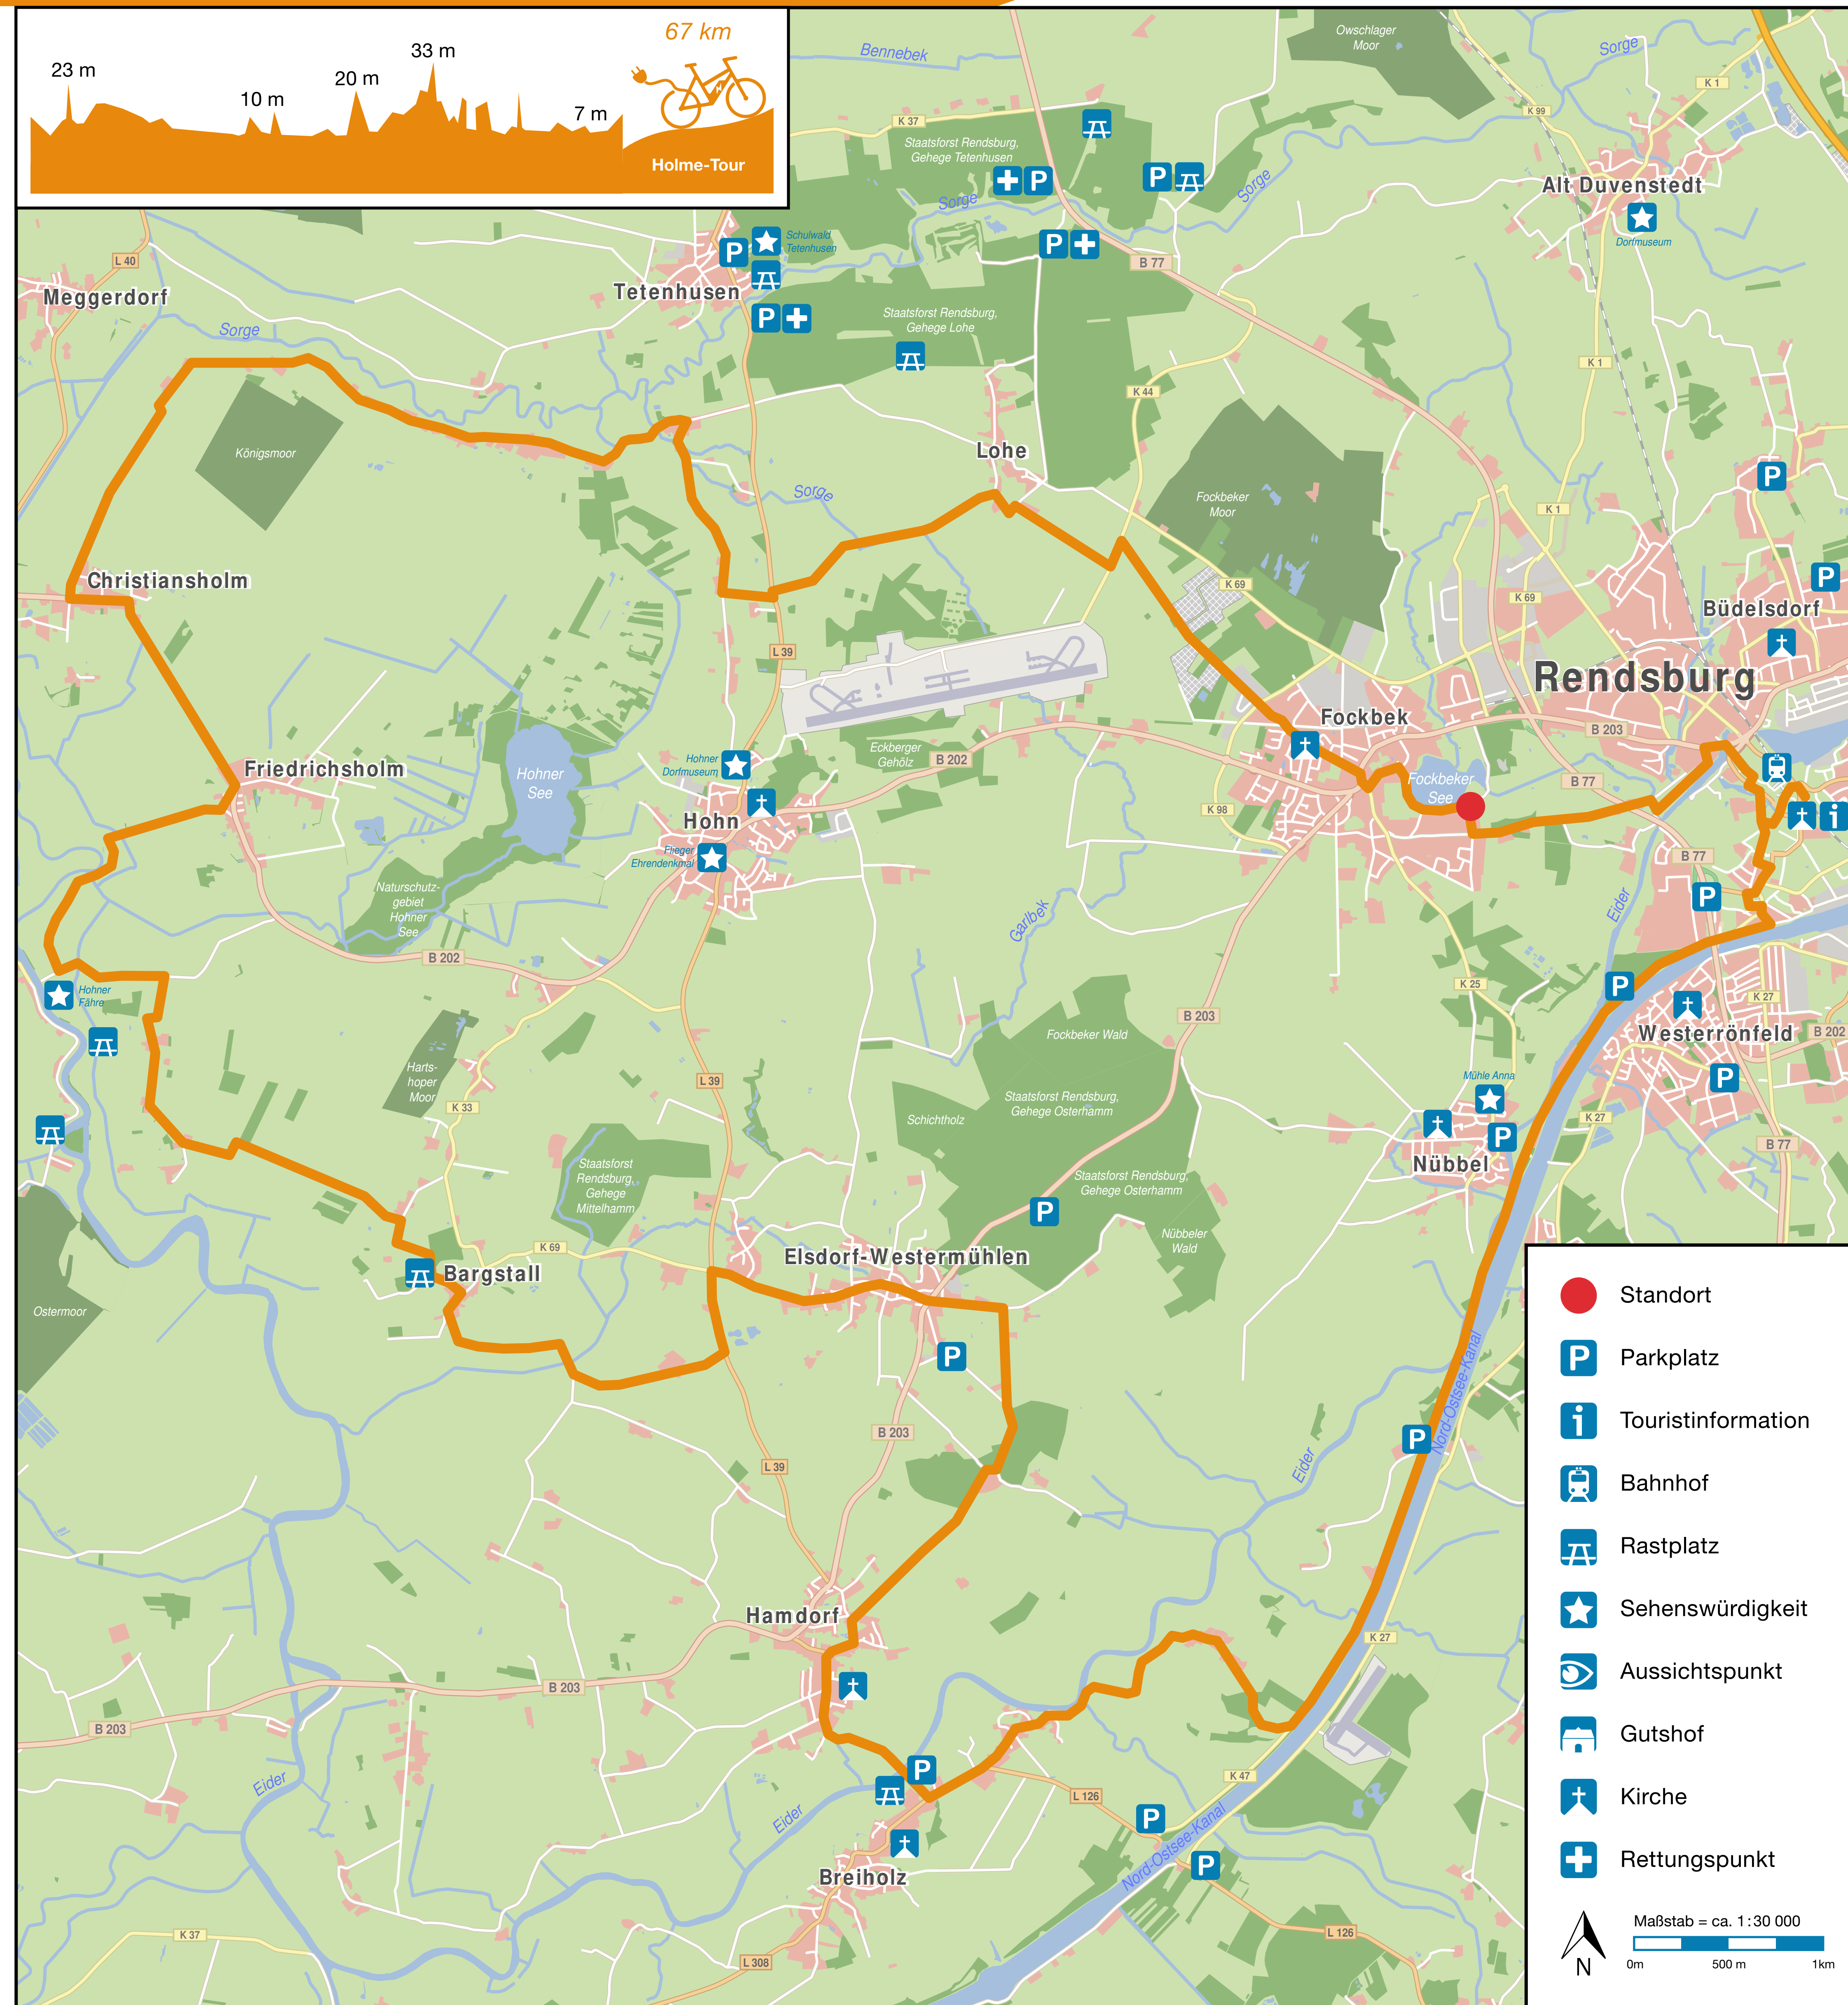 67 km
33 m
23 m
20 m
10 m
7 m
Holme-Tour
Bennebek
Owschlager
Moor
Sorge
K 1
K 99
K 37
Staatsforst Rendsburg,
Gehege Tetenhusen
P
P
Sorge
Sorge
Alt Duvenstedt
Dorfmuseum
L 40
Meggerdorf
Schulwald
Tetenhusen
P
P
B 77
Tetenhusen
P
Staatsforst Rendsburg,
Gehege Lohe
Sorge
K 1
K 44
Königsmoor
Lohe
Sorge
Fockbeker
Moor
P
K 1
Christiansholm
K 69
K 69
P
Büdelsdorf
L 39
Rendsburg
Fockbek
B 203
Friedrichsholm
Hohner
See
Hohner
Dorfmuseum
Eckberger
Gehölz
B 202
Fockbeker
See
B 77
K 98
Hohn
i
Flieger
Ehrendenkmal
B 77
Naturschutz-
gebiet
Hohner
See
P
Eider
Garlbek
B 202
K 25
P
K 27
Hohner
Fähre
B 203
Fockbeker Wald
Westerrönfeld
B 202
Harts-
hoper
Moor
L 39
Mühle Anna
P
K 33
Staatsforst Rendsburg,
Gehege Osterhamm
Schichtholz
K 27
P
B 77
Nübbel
Staatsforst
Rendsburg,
Gehege
Mittelhamm
Staatsforst Rendsburg,
Gehege Osterhamm
P
Nübbeler
Wald
K 69
Elsdorf-Westermühlen
Bargstall
Ostermoor
P
Nord-Ostsee-Kanal
B 203
P
L 39
Eider
Hamdorf
K 27
B 203
B 203
P
Eider
Eider
K 47
L 126
P
Nord-Ostsee-Kanal
P
Breiholz
K 37
L 126
L 308
Standort
P Parkplatz
i Touristinformation
Bahnhof
Rastplatz
Sehenswürdigkeit
Aussichtspunkt
Gutshof
Kirche
Rettungspunkt
Maßstab = ca. 1:30 000
0m 500 m 1km
N